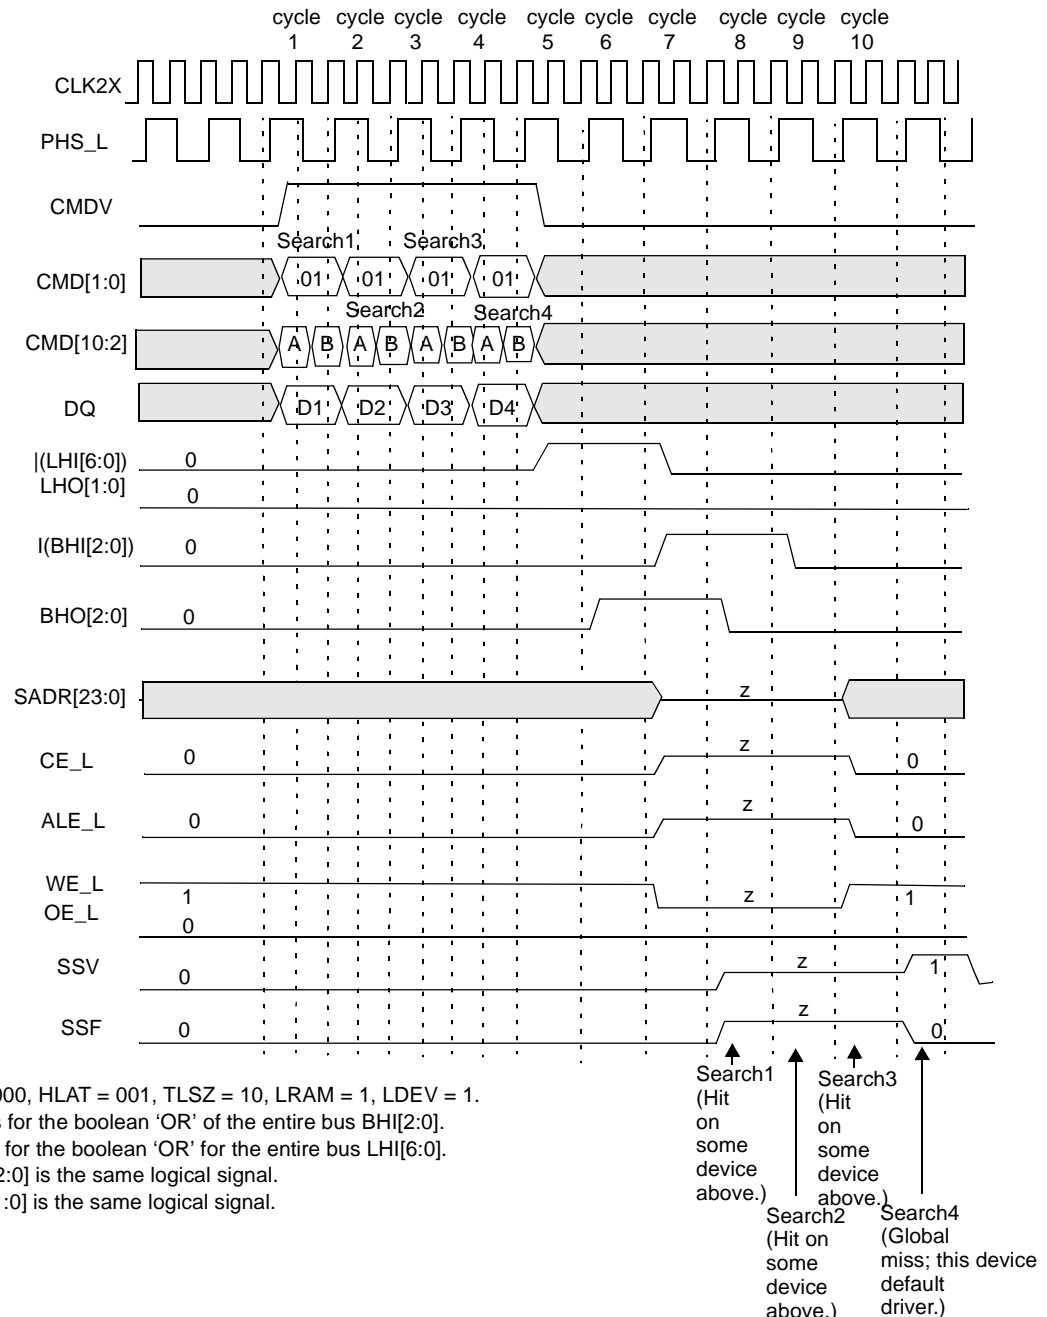 cycle cycle cycle cycle cycle cycle cycle cycle cycle cycle
1 2 3 4 5 6 7 8 9 10
CLK2X
PHS_L
CMDV
Search1 Search3
CMD[1:0] 01 01 01 01
Search2 Search4
CMD[10:2] A B A B A B A B
DQ D1 D2 D3 D4
|(LHI[6:0]) 0
LHO[1:0] 0
I(BHI[2:0]) 0
BHO[2:0] 0
SADR[23:0] z
CE_L 0 z 0
ALE_L 0 z 0
WE_L 1 z 1
OE_L 0
SSV 0 z 1
SSF 0 z 0
Search1
(Hit
on
some
device
above.)
Search3
(Hit
on
some
device
above.)
Search2
(Hit on
some
device
above.)
Search4
(Global
miss; this device
default
driver.)
000, HLAT = 001, TLSZ = 10, LRAM = 1, LDEV = 1.
s for the boolean ‘OR’ of the entire bus BHI[2:0].
for the boolean ‘OR’ for the entire bus LHI[6:0].
2:0] is the same logical signal.
:0] is the same logical signal.